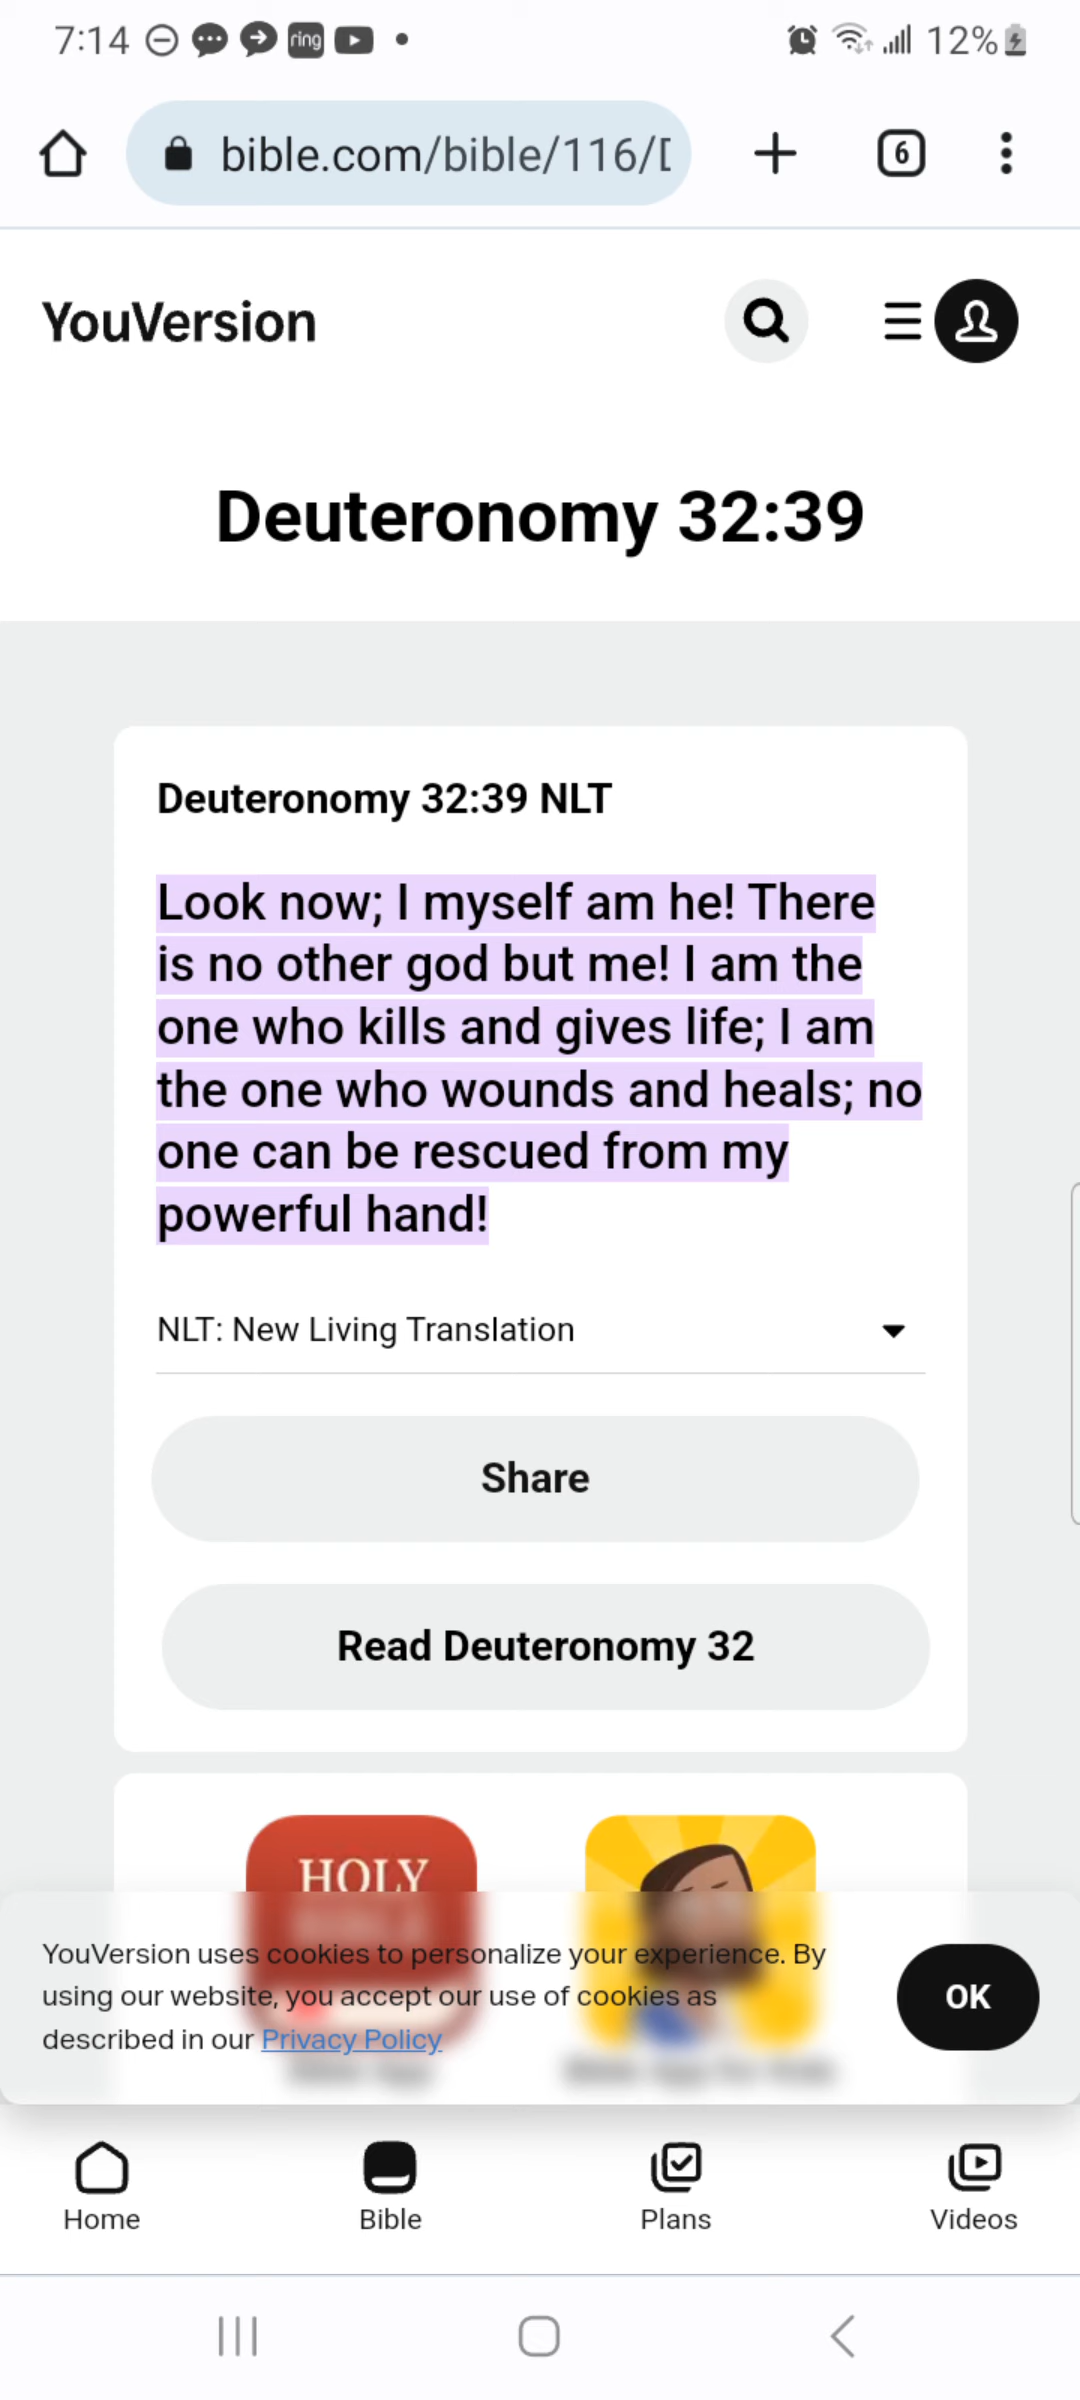 7:14
ring
12%
bible.com/bible/116/
6
YouVersion
Deuteronomy 32:39
Deuteronomy 32:39 NLT
Look now; I myself am he! There
is no other god but me! I am the
one who kills and gives life; I am
the one who wounds and heals; no
one can be rescued from my
powerful hand!
NLT: New Living Translation
Share
Read Deuteronomy 32
HOLY
YouVersion uses cookies to personalize your experience. By
using our website, you accept our use of cookies as
described in our Privacy Policy
OK
Home
Bible
Plans
Videos